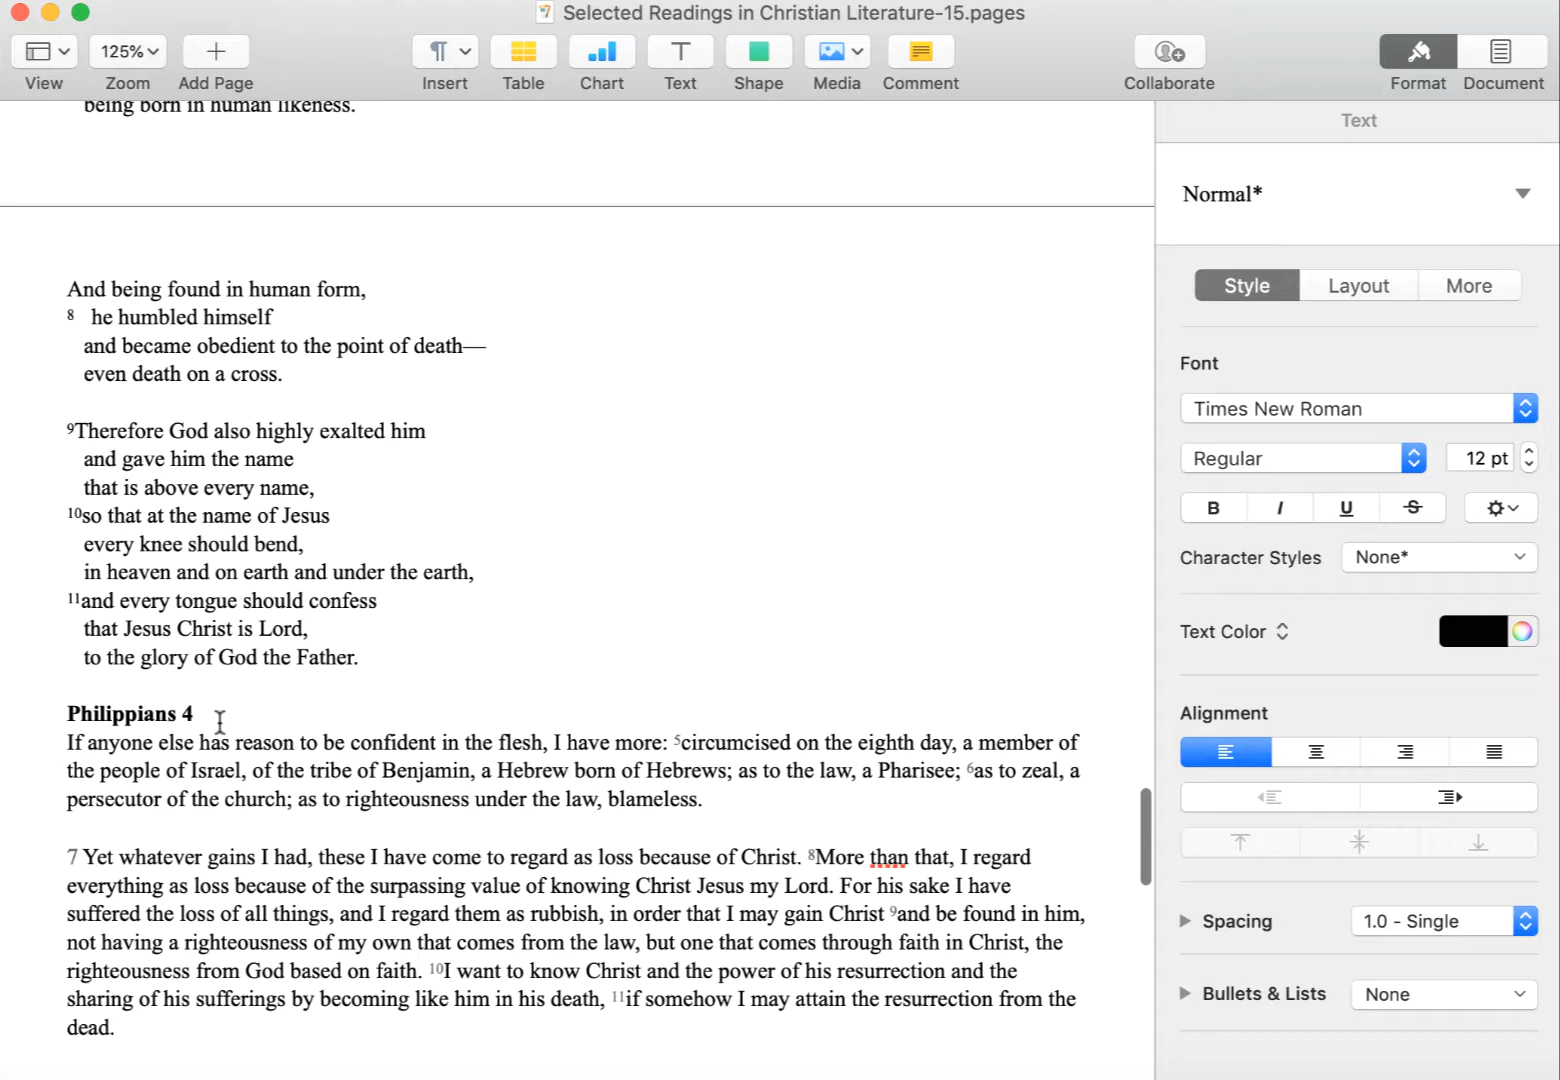 Selected Readings in Christian Literature-15.pages
125%
View
Zoom
Add Page
Insert
Table
Chart
Text
Shape
Media
Comment
Collaborate
Format
Document
being born in human likeness.
And being found in human form,
8 he humbled himself
and became obedient to the point of death—
even death on a cross.
9Therefore God also highly exalted him
and gave him the name
that is above every name,
10so that at the name of Jesus
every knee should bend,
in heaven and on earth and under the earth,
11and every tongue should confess
that Jesus Christ is Lord,
to the glory of God the Father.
Philippians 4
If anyone else has reason to be confident in the flesh, I have more: 5circumcised on the eighth day, a member of
the people of Israel, of the tribe of Benjamin, a Hebrew born of Hebrews; as to the law, a Pharisee; 6as to zeal, a
persecutor of the church; as to righteousness under the law, blameless.
7 Yet whatever gains I had, these I have come to regard as loss because of Christ. 8More than that, I regard
everything as loss because of the surpassing value of knowing Christ Jesus my Lord. For his sake I have
suffered the loss of all things, and I regard them as rubbish, in order that I may gain Christ 9and be found in him,
not having a righteousness of my own that comes from the law, but one that comes through faith in Christ, the
righteousness from God based on faith. 10I want to know Christ and the power of his resurrection and the
sharing of his sufferings by becoming like him in his death, 11if somehow I may attain the resurrection from the
dead.
Text
Normal*
Style
Layout
More
Font
Times New Roman
Regular
12 pt
B
I
U
S
Character Styles
None*
Text Color
Alignment
Spacing
1.0 - Single
Bullets & Lists
None